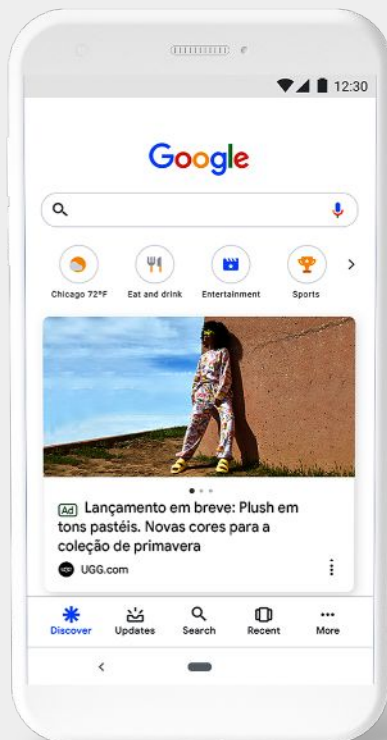 12:30
Google
Chicago 72°F
Eat and drink
Entertainment
Sports
Ad Lançamento em breve: Plush em
tons pastéis. Novas cores para a
coleção de primavera
UGG.com
Discover
Updates
Search
Recent
More